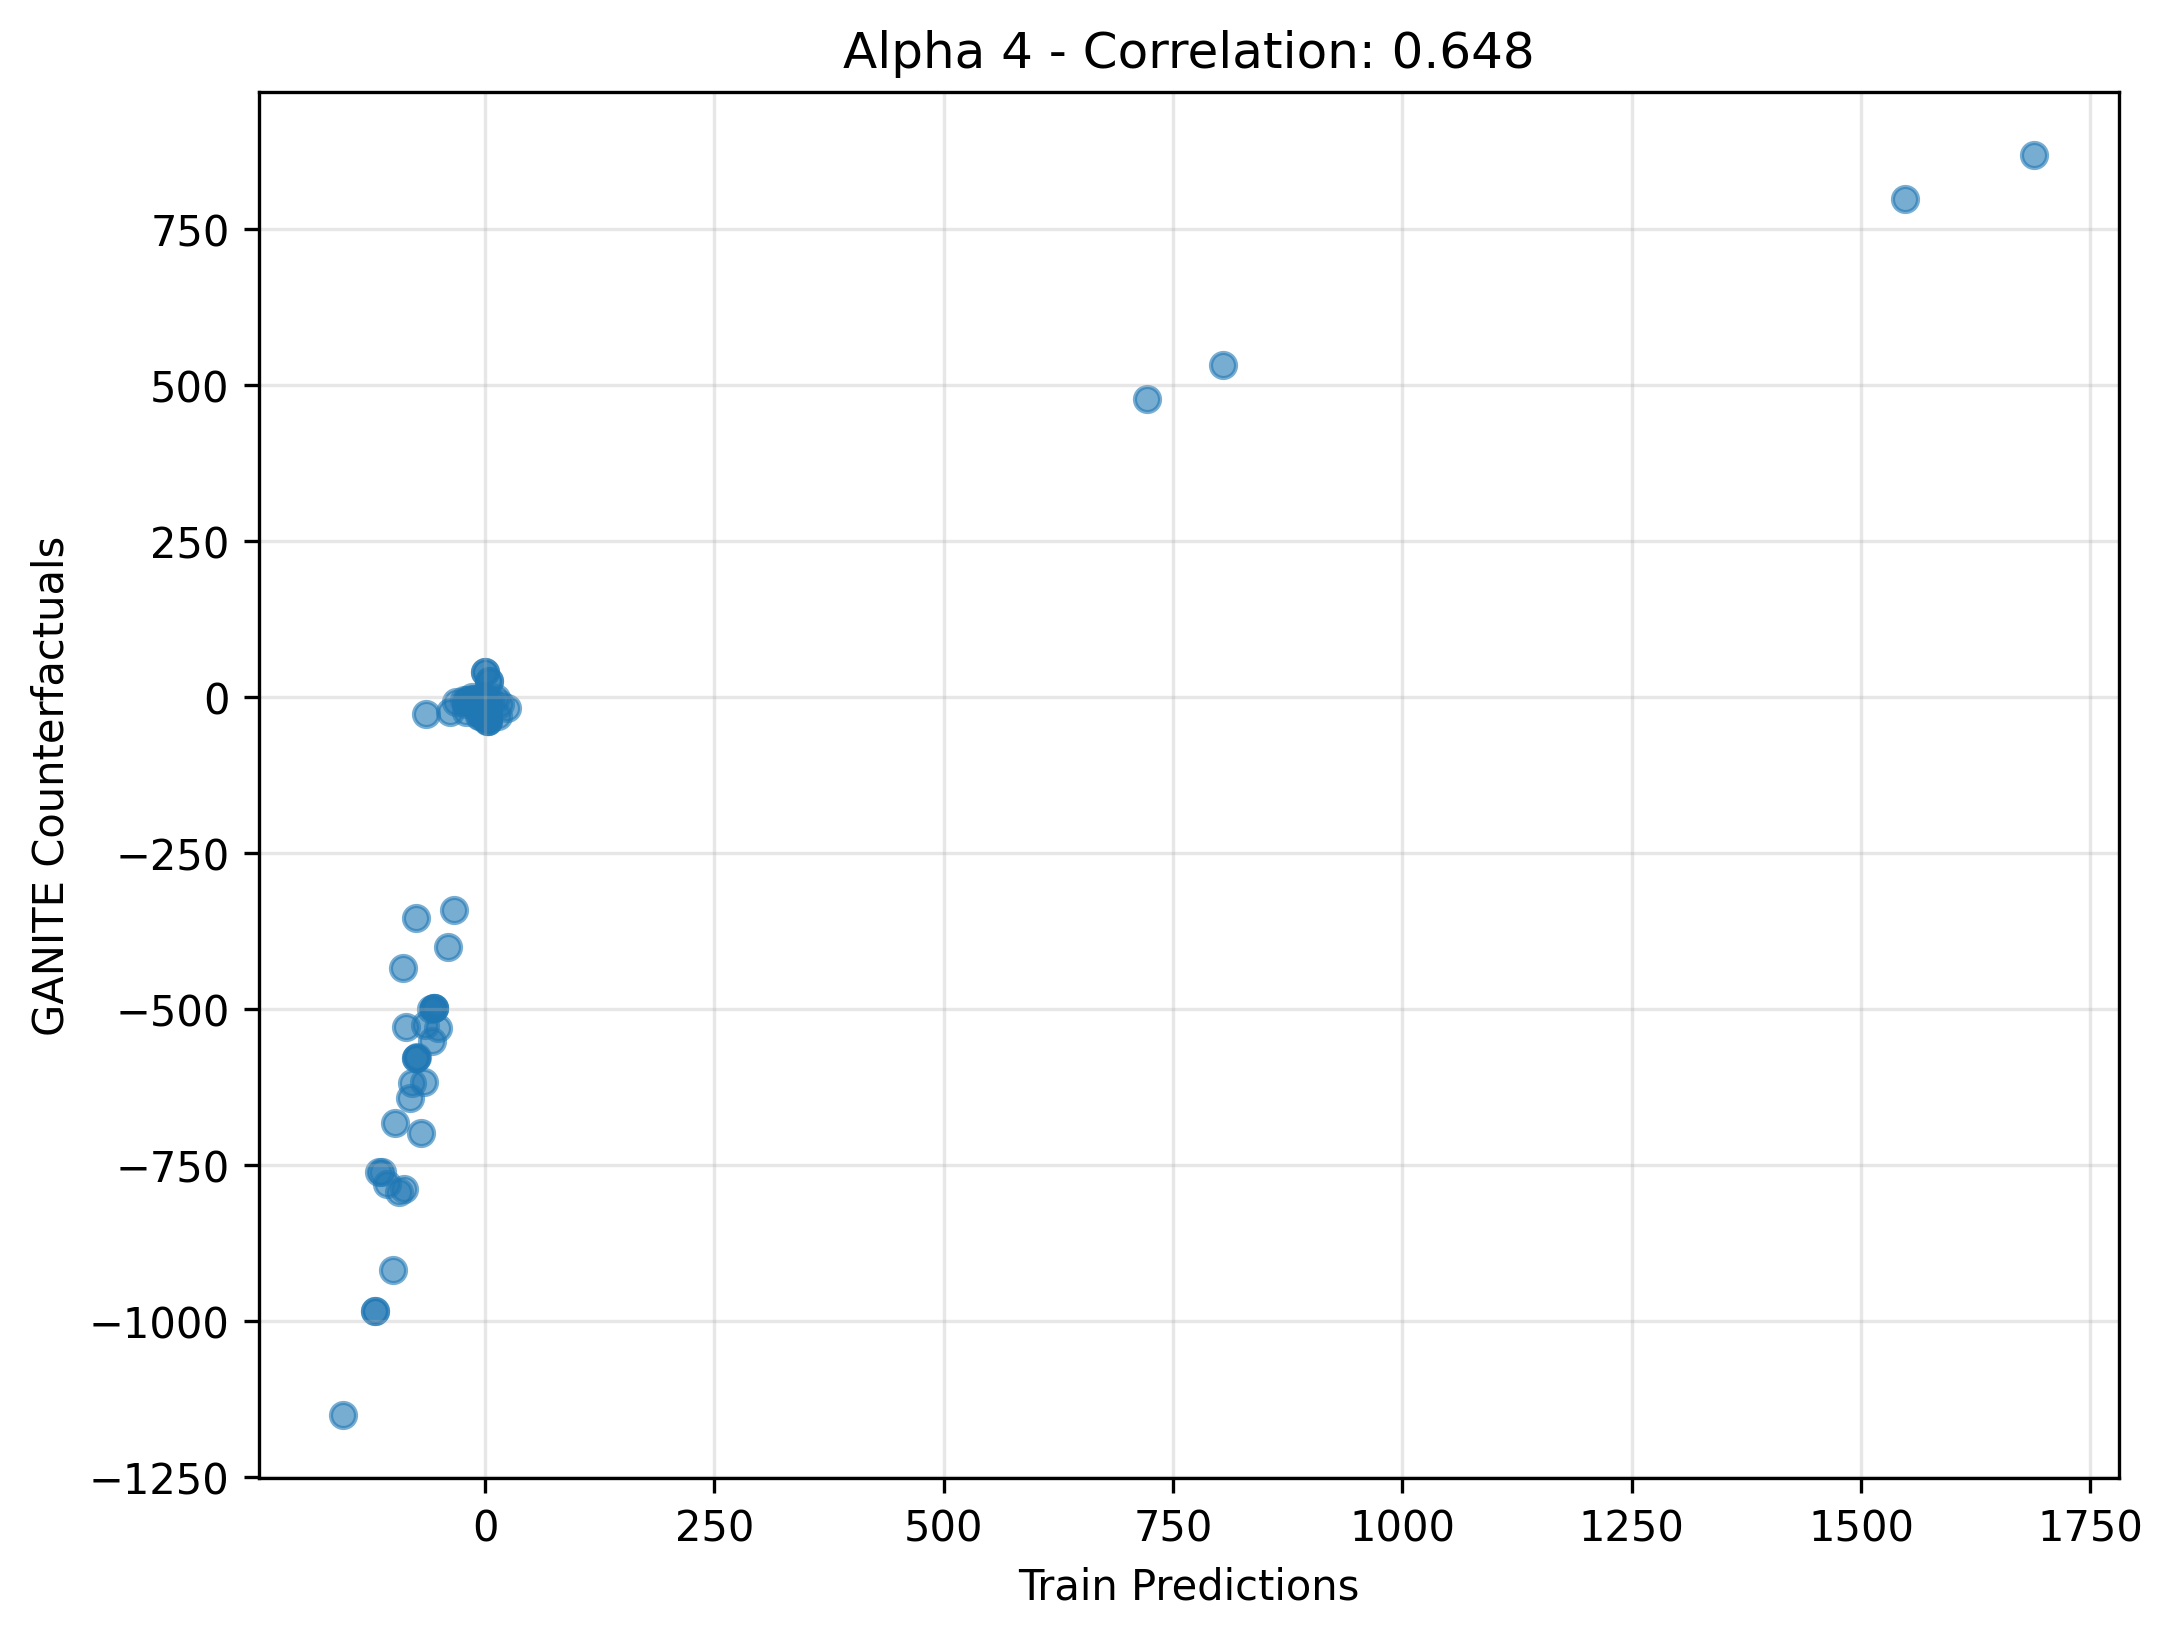 Alpha 4 - Correlation: 0.648
GANITE Counterfactuals
750
500
250
0
−250
−500
−750
−1000
−1250
0 250 500 750 1000 1250 1500 1750
Train Predictions